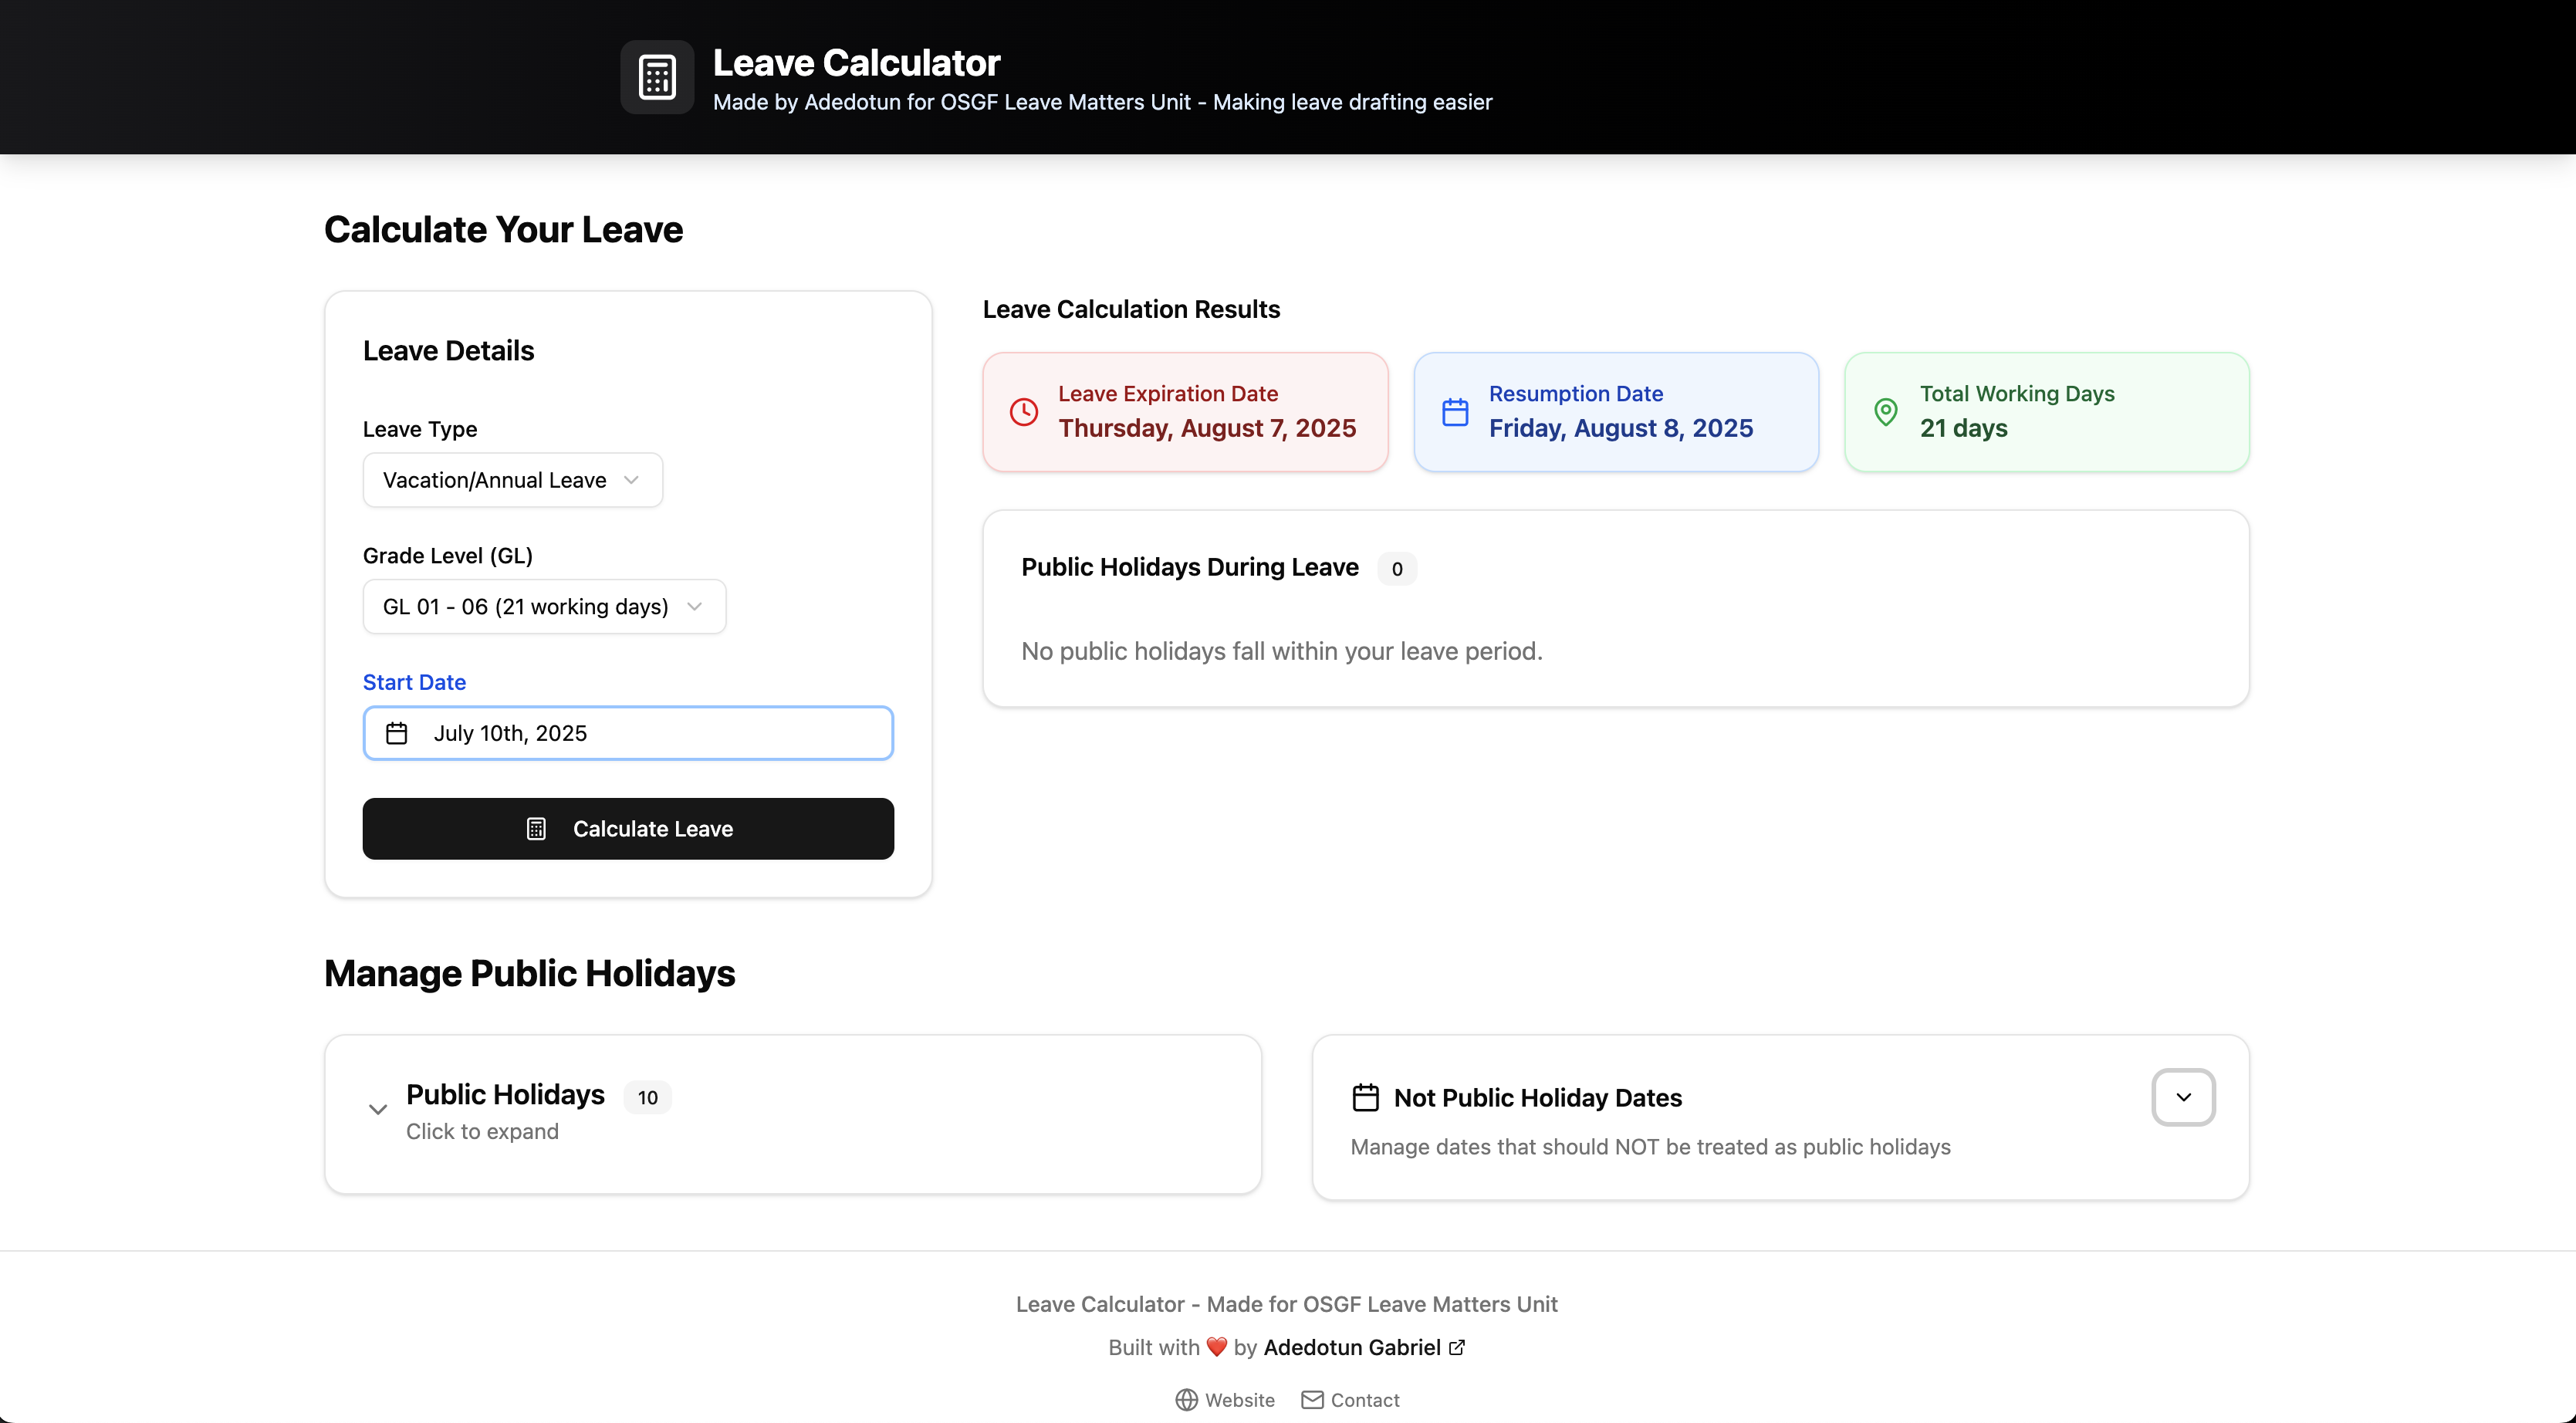 Leave Calculator
Made by Adedotun for OSGF Leave Matters Unit - Making leave drafting easier
Calculate Your Leave
Leave Details
Leave Type
Vacation/Annual Leave
Grade Level (GL)
GL 01 - 06 (21 working days)
Start Date
July 10th, 2025
Calculate Leave
Leave Calculation Results
Leave Expiration Date
Thursday, August 7, 2025
Resumption Date
Friday, August 8, 2025
Total Working Days
21 days
Public Holidays During Leave 0
No public holidays fall within your leave period.
Manage Public Holidays
Public Holidays 10
Click to expand
Not Public Holiday Dates
Manage dates that should NOT be treated as public holidays
Leave Calculator - Made for OSGF Leave Matters Unit
Built with ❤️ by Adedotun Gabriel
Website Contact